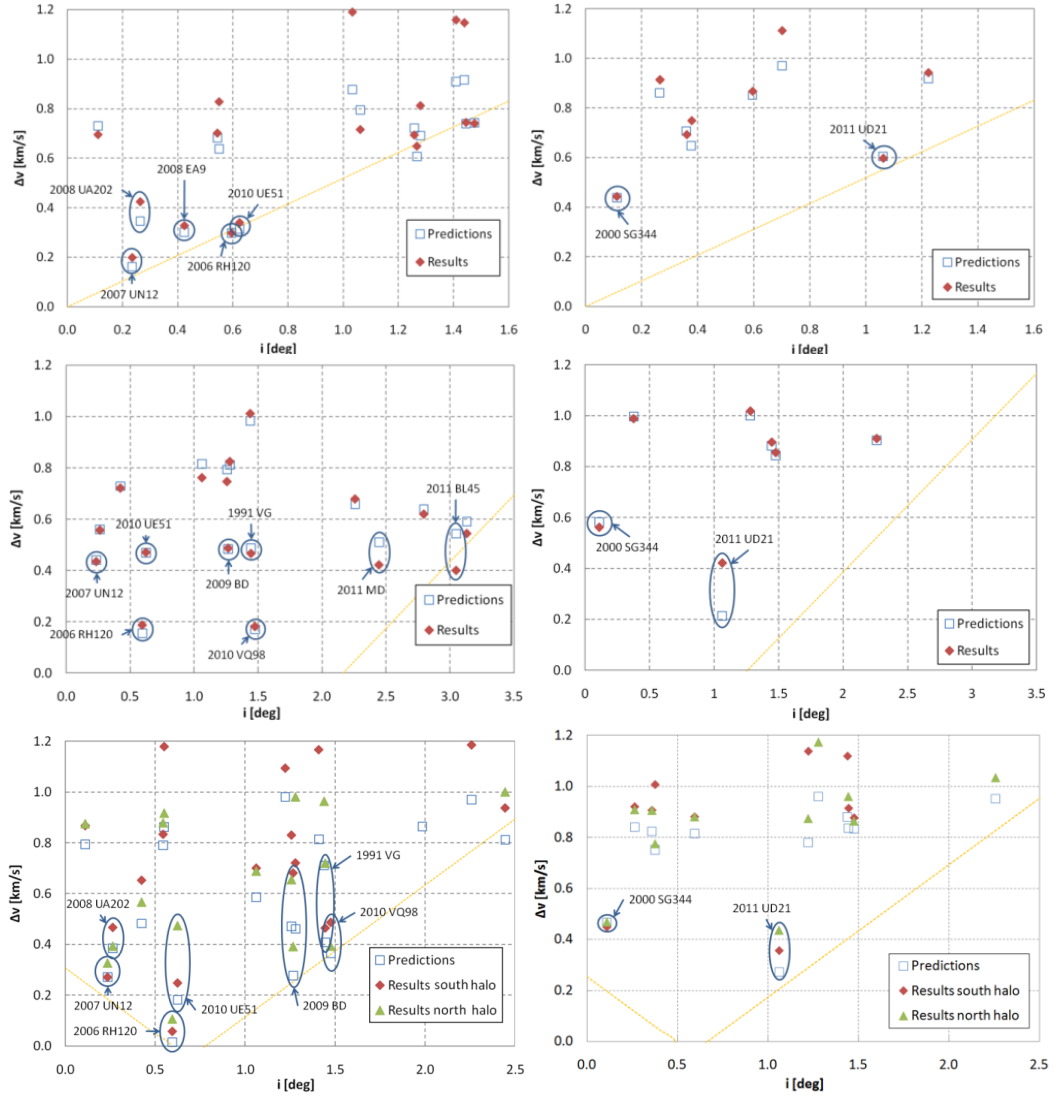 1.2
1.0
0.8
0.6
0.4
0.2
0.0
Δv [km/s]
2008 EA9
2008 UA202
2010 UE51
2006 RH120
2007 UN12
Predictions
Results
0.0 0.2 0.4 0.6 0.8 1.0 1.2 1.4 1.6
i [deg]
1.2
1.0
0.8
0.6
0.4
0.2
0.0
Δv [km/s]
2011 UD21
2000 SG344
Predictions
Results
0 0.2 0.4 0.6 0.8 1 1.2 1.4 1.6
i [deg]
1.2
1.0
0.8
0.6
0.4
0.2
0.0
Δv [km/s]
2011 BL45
2010 UE51
1991 VG
2007 UN12
2009 BD
2011 MD
2006 RH120
2010 VQ98
Predictions
Results
0.0 0.5 1.0 1.5 2.0 2.5 3.0 3.5
i [deg]
1.2
1.0
0.8
0.6
0.4
0.2
0.0
Δv [km/s]
2000 SG344
2011 UD21
Predictions
Results
0 0.5 1 1.5 2 2.5 3 3.5
i [deg]
1.2
1.0
0.8
0.6
0.4
0.2
0.0
Δv [km/s]
1991 VG
2008 UA202
2010 VQ98
2007 UN12
2010 UE51
2009 BD
2006 RH120
Predictions
Results south halo
Results north halo
0.0 0.5 1.0 1.5 2.0 2.5
i [deg]
1.2
1.0
0.8
0.6
0.4
0.2
0.0
Δv [km/s]
2000 SG344
2011 UD21
Predictions
Results south halo
Results north halo
0.0 0.5 1.0 1.5 2.0 2.5
i [deg]